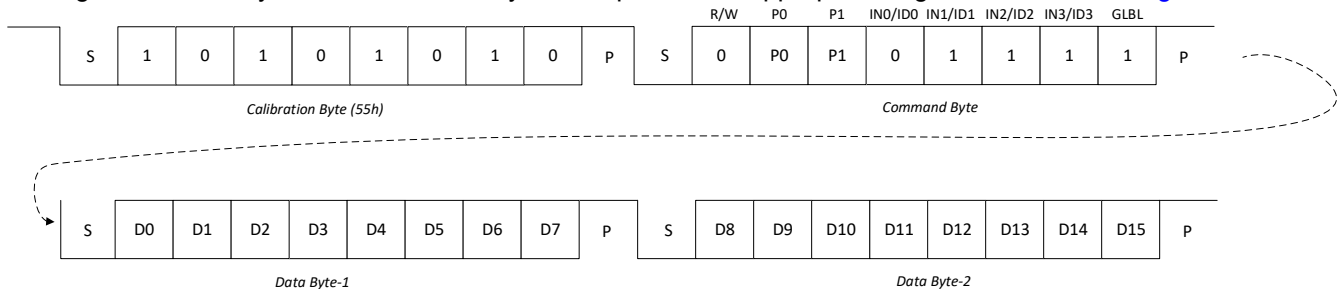 R/W P0 P1 IN0/ID0 IN1/ID1 IN2/ID2 IN3/ID3 GLBL
S 1 0 1 0 1 0 1 0 P S 0 P0 P1 0 1 1 1 1 P
Calibration Byte (55h) Command Byte
S D0 D1 D2 D3 D4 D5 D6 D7 P S D8 D9 D10 D11 D12 D13 D14 D15 P
Data Byte-1 Data Byte-2